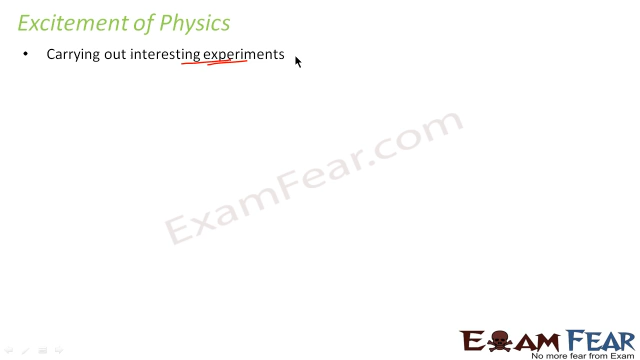 Excitement of Physics
• Carrying out interesting experiments
ExamFear.com
EXAM FEAR
No more fear from Exam